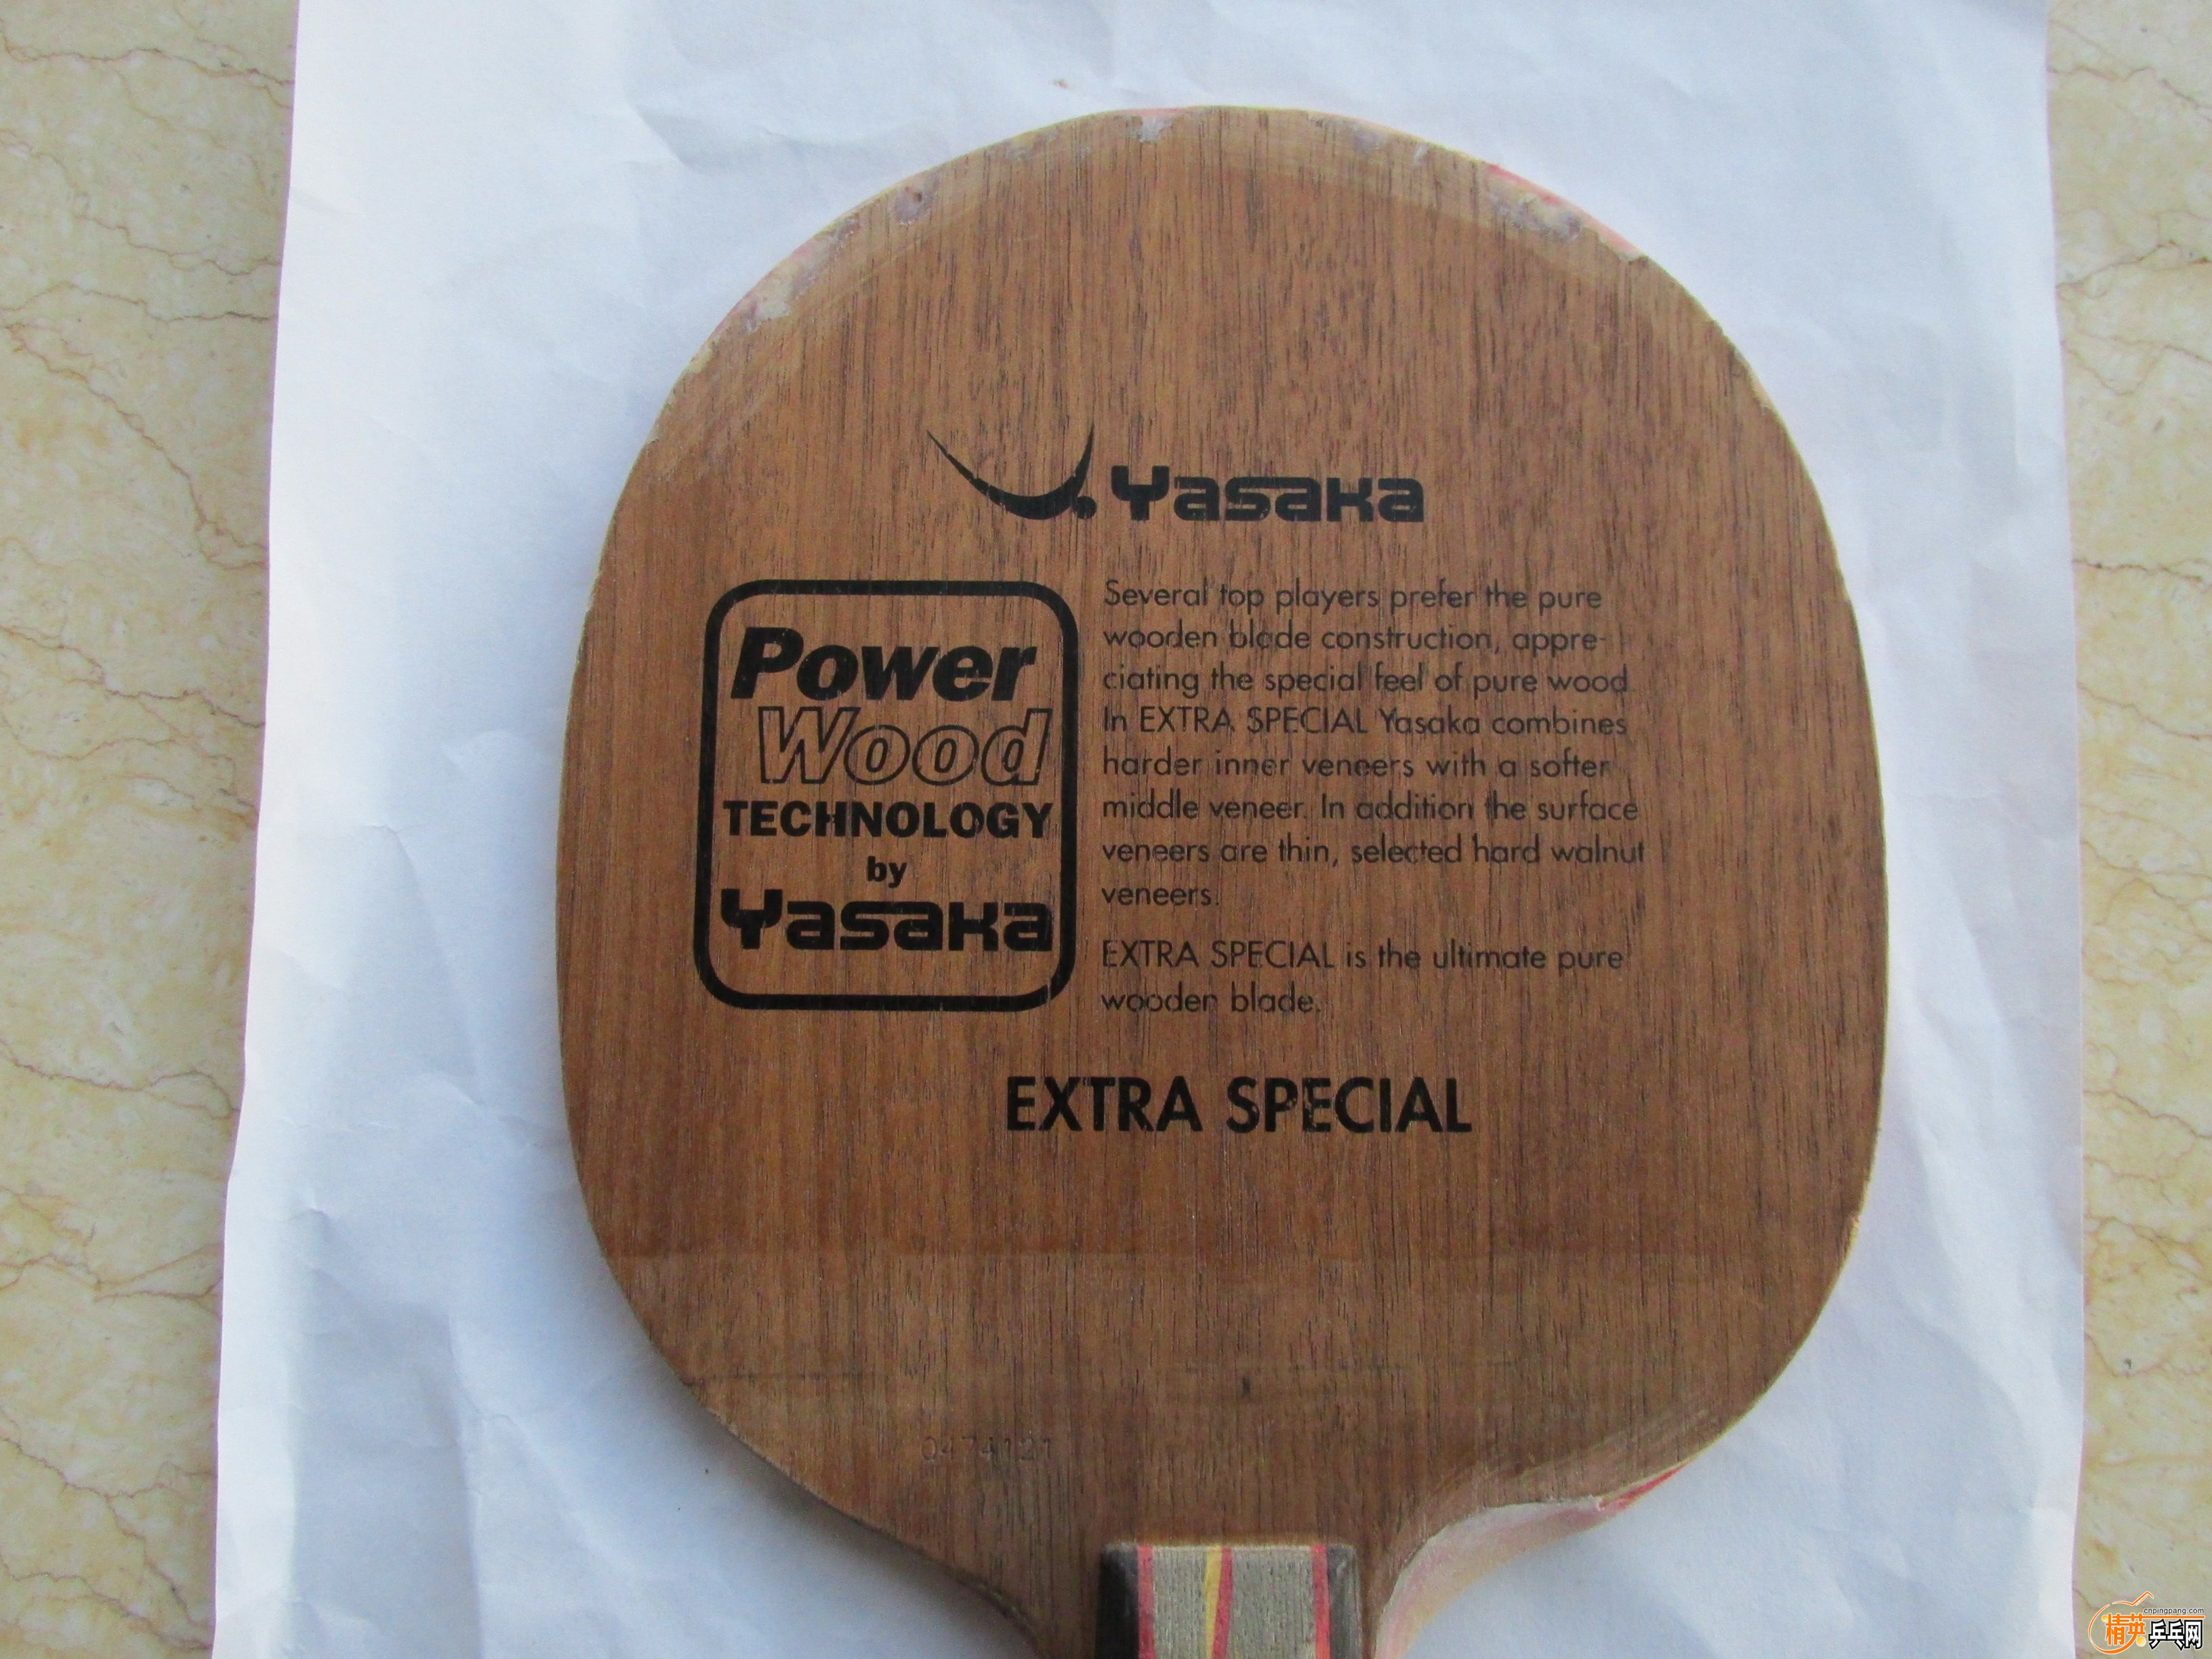 Yasaka
Power
Wood
TECHNOLOGY
by
Yasaka
Several top players prefer the pure
wooden blade construction, appre-
ciating the special feel of pure wood.
In EXTRA SPECIAL Yasaka combines
harder inner veneers with a softer
middle veneer. In addition the surface
veneers are thin, selected hard walnut
veneers.
EXTRA SPECIAL is the ultimate pure
wooden blade.
EXTRA SPECIAL
0474121
cnpingpang.com
精英乒乓网